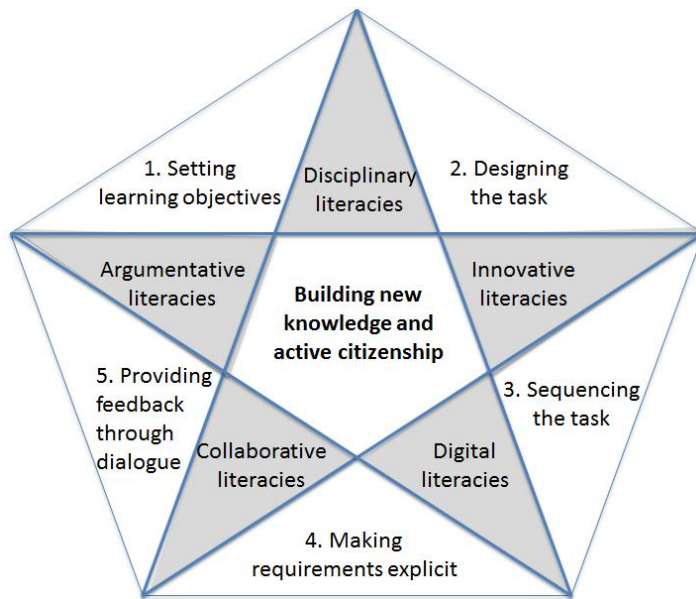 1. Setting
learning objectives
Disciplinary
literacies
2. Designing
the task
Argumentative
literacies
Building new
knowledge and
active citizenship
Innovative
literacies
5. Providing
feedback
through
dialogue
3. Sequencing
the task
Collaborative
literacies
Digital
literacies
4. Making
requirements explicit